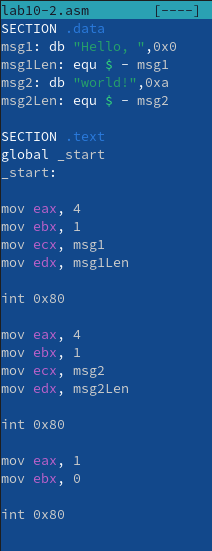 lab10-2.asm [----]
SECTION .data
msg1: db "Hello, ",0x0
msg1Len: equ $ - msg1
msg2: db "world!",0xa
msg2Len: equ $ - msg2
SECTION .text
global _start
_start:
mov eax, 4
mov ebx, 1
mov ecx, msg1
mov edx, msg1Len
int 0x80
mov eax, 4
mov ebx, 1
mov ecx, msg2
mov edx, msg2Len
int 0x80
mov eax, 1
mov ebx, 0
int 0x80